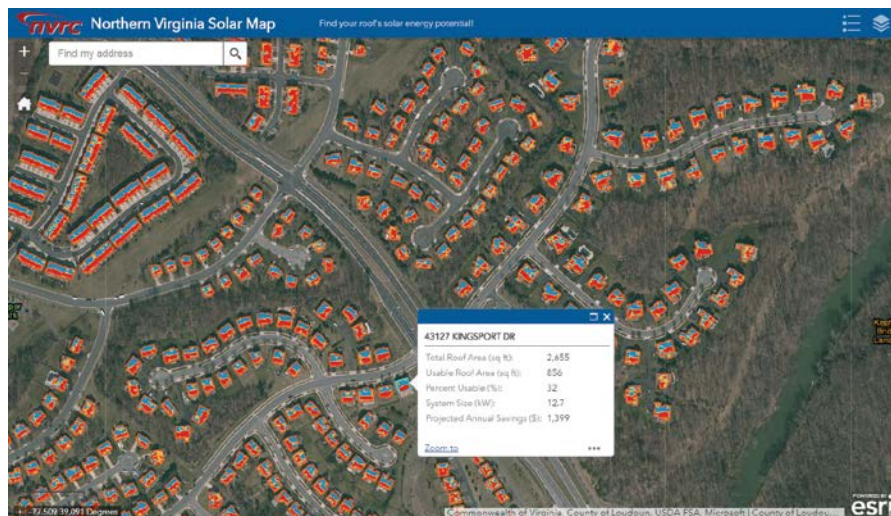 nvrc Northern Virginia Solar Map Find your roof's solar energy potential!
Find my address
43127 KINGSPORT DR
Total Roof Area (sq ft): 2,655
Usable Roof Area (sq ft): 856
Percent Usable (%): 32
System Size (kW): 12.7
Projected Annual Savings ($): 1,399
Zoom to
-77.509 39.091 Degrees
Commonwealth of Virginia, County of Loudoun, USDA FSA, Microsoft | County of Loudou...
POWERED BY
esri